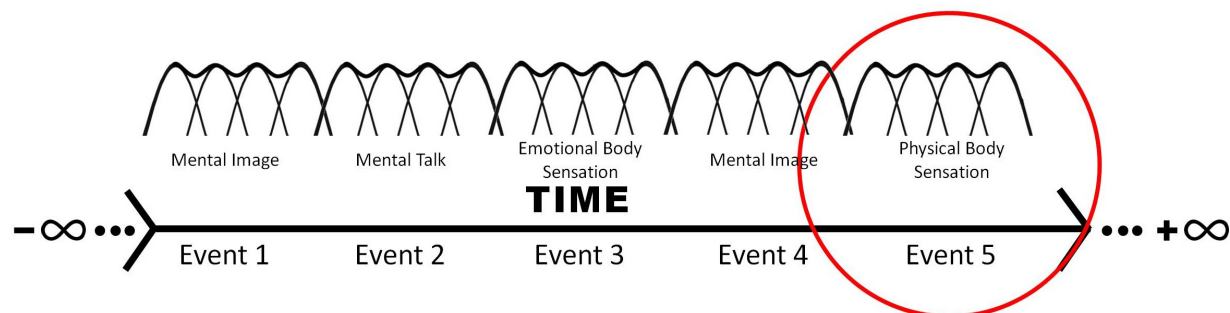 Mental Image
Mental Talk
Emotional Body
Sensation
Mental Image
Physical Body
Sensation
TIME
− ∞ ••• ••• + ∞
Event 1
Event 2
Event 3
Event 4
Event 5